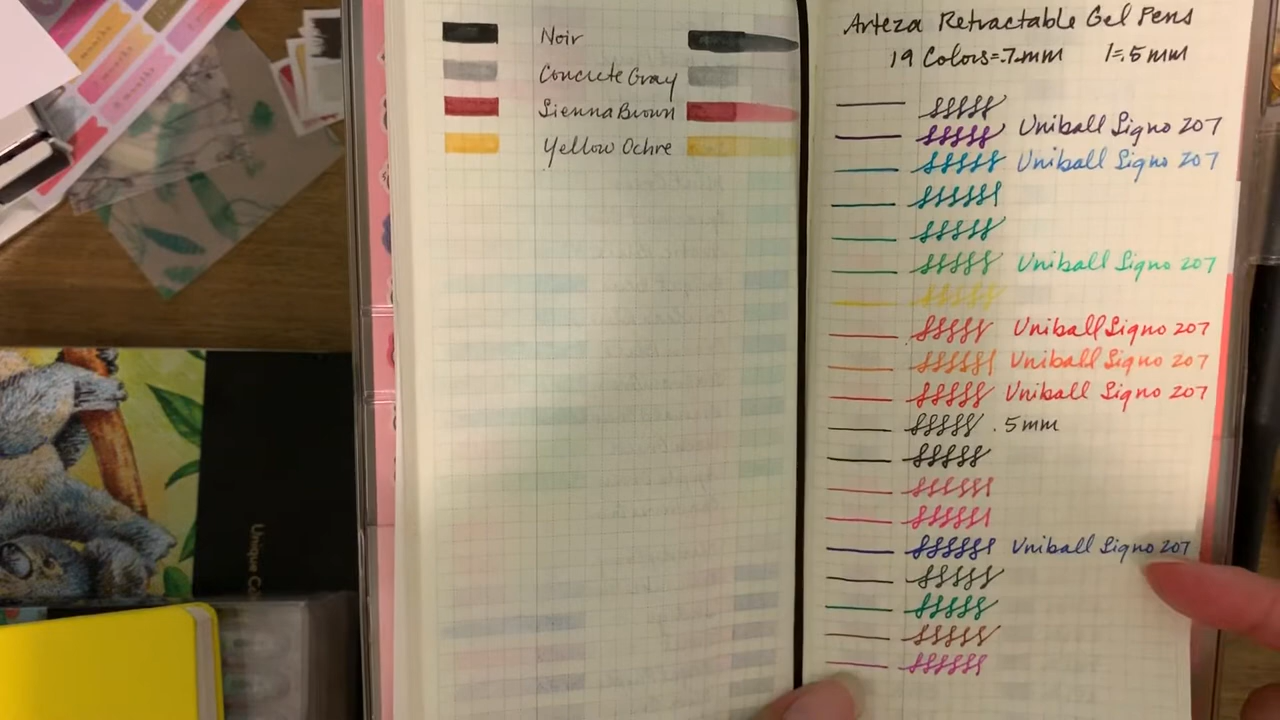 Noir
Concrete Gray
Sienna Brown
Yellow Ochre
Arteza Retractable Gel Pens
19 Colors=.7mm 1=.5mm
Uniball Signo 207
Uniball Signo 207
Uniball Signo 207
Uniball Signo 207
Uniball Signo 207
Uniball Signo 207
.5mm
Uniball Signo 207
Unique